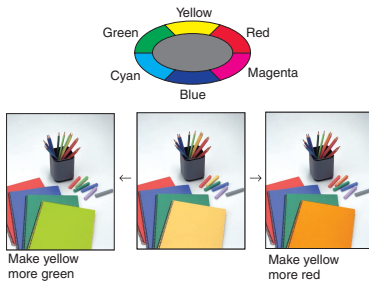 Yellow
Green
Red
Cyan
Magenta
Blue
Make yellow
more green
Make yellow
more red